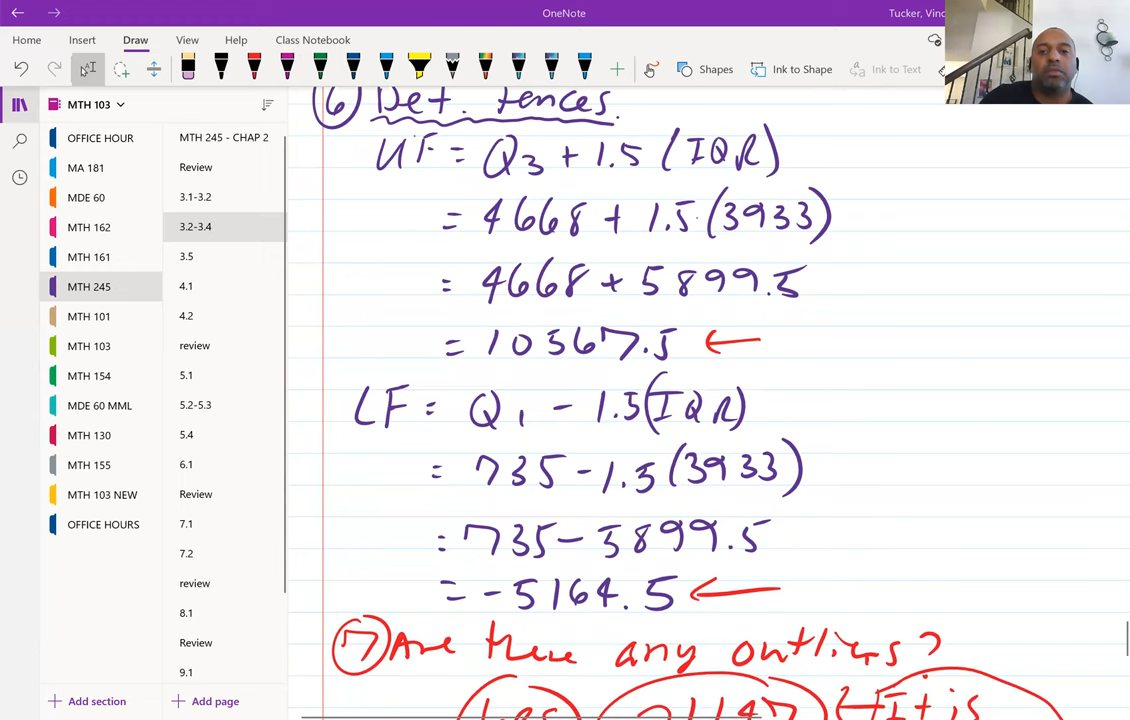 OneNote
Tucker, Vinc
Home Insert Draw View Help Class Notebook
Shapes Ink to Shape Ink to Text
MTH 103
OFFICE HOUR
MA 181
MDE 60
MTH 162
MTH 161
MTH 245
MTH 101
MTH 103
MTH 154
MDE 60 MML
MTH 130
MTH 155
MTH 103 NEW
OFFICE HOURS
Add section
MTH 245 - CHAP 2
Review
3.1-3.2
3.2-3.4
3.5
4.1
4.2
review
5.1
5.2-5.3
5.4
6.1
Review
7.1
7.2
review
8.1
Review
9.1
Add page
6 Det. fences.
UF = Q3 + 1.5 (IQR)
= 4668 + 1.5 (3933)
= 4668 + 5899.5
= 10567.5 ←
LF = Q1 - 1.5(IQR)
= 735 - 1.5 (3933)
= 735 - 5899.5
= -5164.5 ←
7 Are there any outliers?
It is